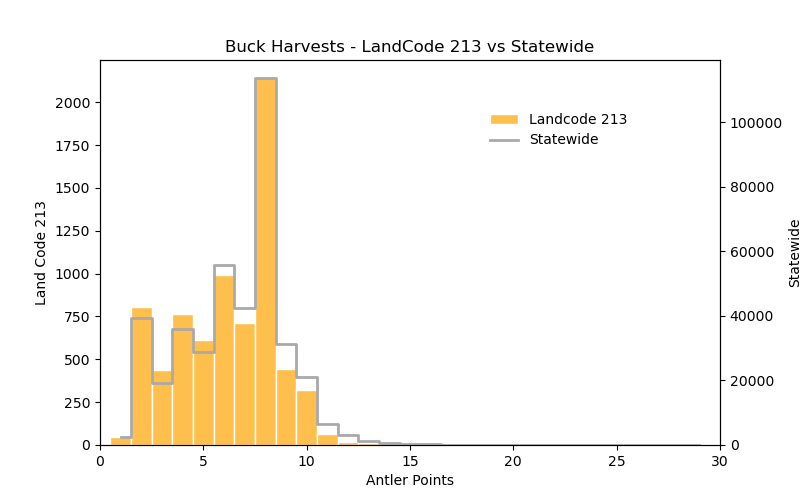 Buck Harvests - LandCode 213 vs Statewide
Landcode 213
Statewide
Land Code 213
2000
1750
1500
1250
1000
750
500
250
0
100000
80000
60000
40000
20000
0
Statewide
0 5 10 15 20 25 30
Antler Points